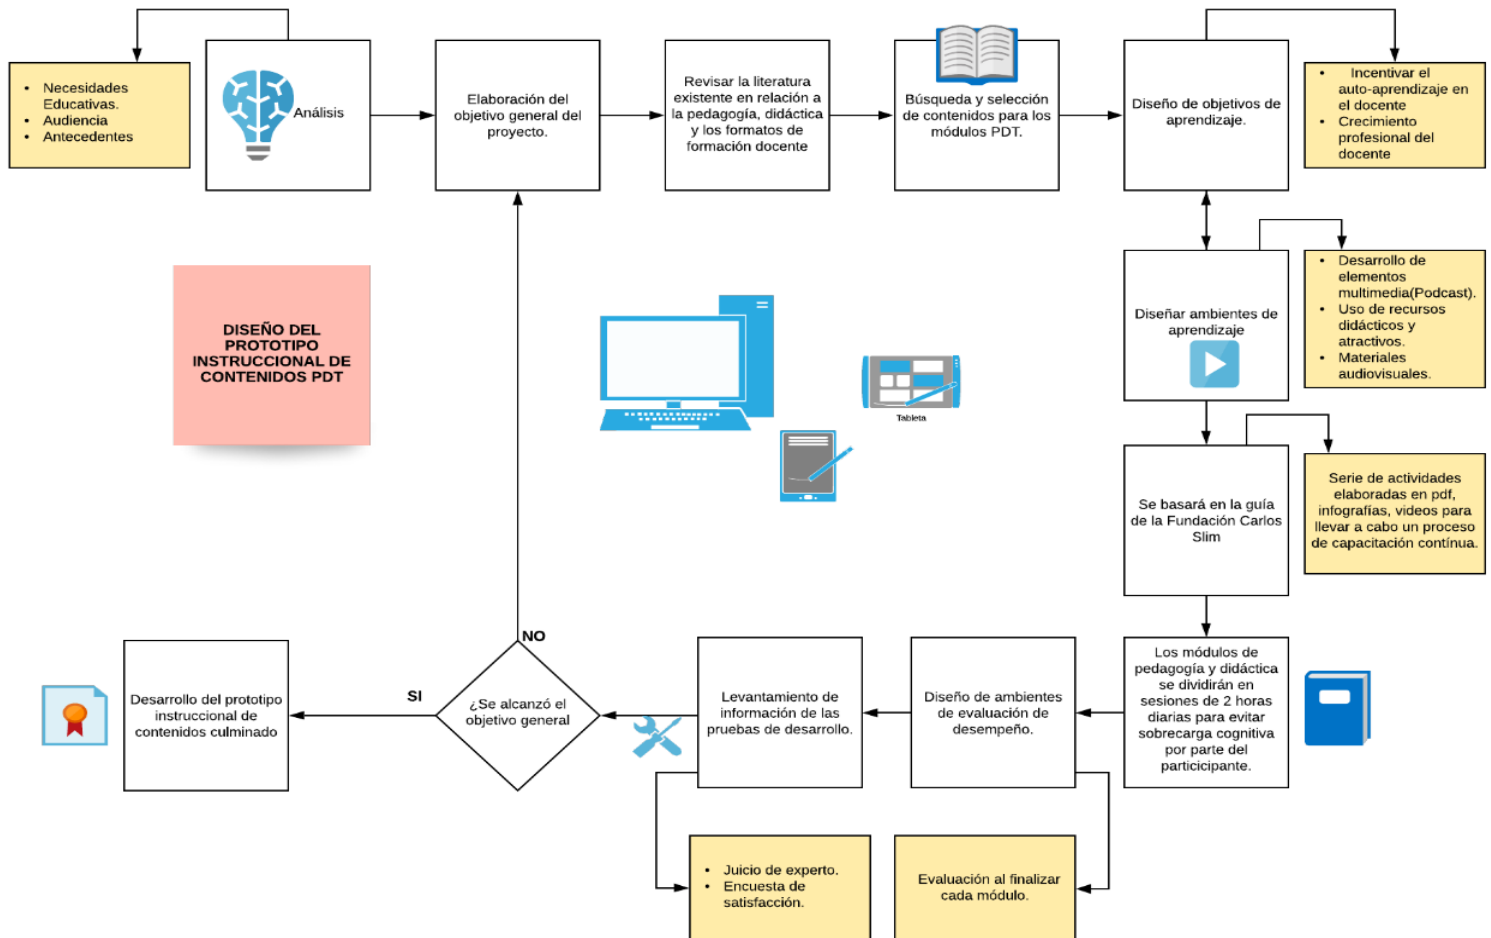 • Necesidades
Educativas.
• Audiencia
• Antecedentes
Análisis
Elaboración del
objetivo general del
proyecto.
Revisar la literatura
existente en relación a
la pedagogía, didáctica
y los formatos de
formación docente
Búsqueda y selección
de contenidos para los
módulos PDT.
Diseño de objetivos de
aprendizaje.
• Incentivar el
auto-aprendizaje en
el docente
• Crecimiento
profesional del
docente
DISEÑO DEL
PROTOTIPO
INSTRUCCIONAL DE
CONTENIDOS PDT
Tableta
Diseñar ambientes de
aprendizaje
• Desarrollo de
elementos
multimedia(Podcast).
• Uso de recursos
didácticos y
atractivos.
• Materiales
audiovisuales.
Se basará en la guía
de la Fundación Carlos
Slim
Serie de actividades
elaboradas en pdf,
infografías, videos para
llevar a cabo un proceso
de capacitación contínua.
Los módulos de
pedagogía y didáctica
se dividirán en
sesiones de 2 horas
diarias para evitar
sobrecarga cognitiva
por parte del
particicipante.
Diseño de ambientes
de evaluación de
desempeño.
Evaluación al finalizar
cada módulo.
Levantamiento de
información de las
pruebas de desarrollo.
• Juicio de experto.
• Encuesta de
satisfacción.
NO
¿Se alcanzó el
objetivo general
SI
Desarrollo del prototipo
instruccional de
contenidos culminado